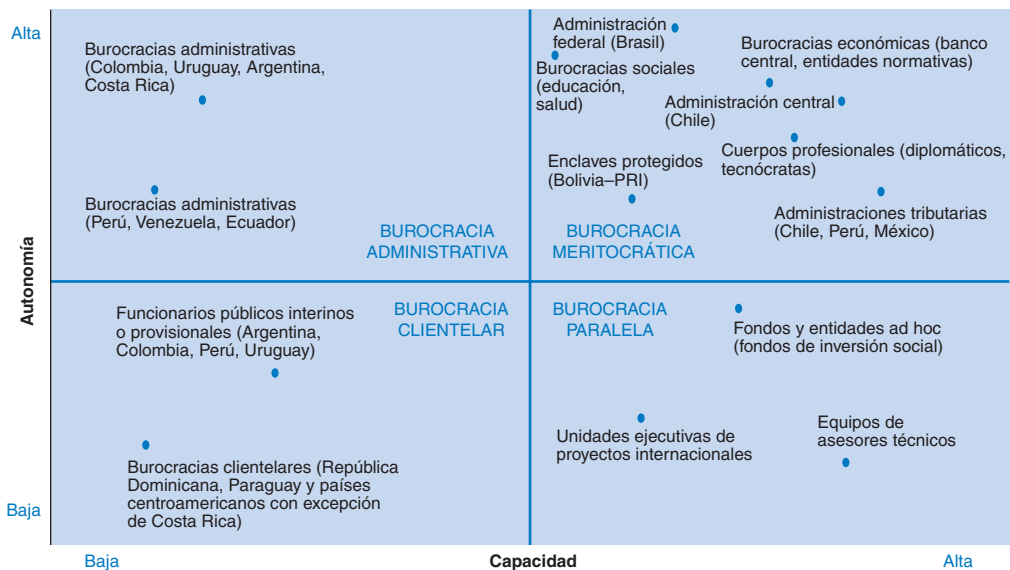 Alta
Burocracias administrativas
(Colombia, Uruguay, Argentina,
Costa Rica)
Burocracias administrativas
(Perú, Venezuela, Ecuador)
BUROCRACIA
ADMINISTRATIVA
Administración
federal (Brasil)
Burocracias sociales
(educación,
salud)
Burocracias económicas (banco
central, entidades normativas)
Administración central
(Chile)
Cuerpos profesionales (diplomáticos,
tecnócratas)
Enclaves protegidos
(Bolivia–PRI)
Administraciones tributarias
(Chile, Perú, México)
BUROCRACIA
MERITOCRÁTICA
Autonomía
Funcionarios públicos interinos
o provisionales (Argentina,
Colombia, Perú, Uruguay)
BUROCRACIA
CLIENTELAR
Burocracias clientelares (República
Dominicana, Paraguay y países
centroamericanos con excepción
de Costa Rica)
BUROCRACIA
PARALELA
Fondos y entidades ad hoc
(fondos de inversión social)
Unidades ejecutivas de
proyectos internacionales
Equipos de
asesores técnicos
Baja
Baja
Capacidad
Alta